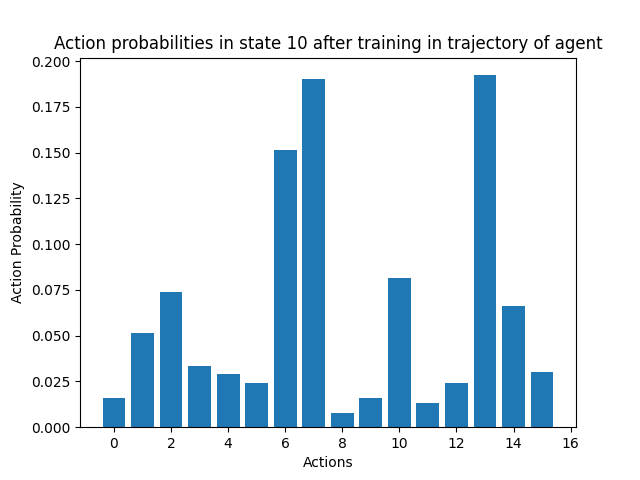 Action probabilities in state 10 after training in trajectory of agent
0.200
0.175
0.150
0.125
0.100
0.075
0.050
0.025
0.000
Action Probability
0 2 4 6 8 10 12 14 16
Actions